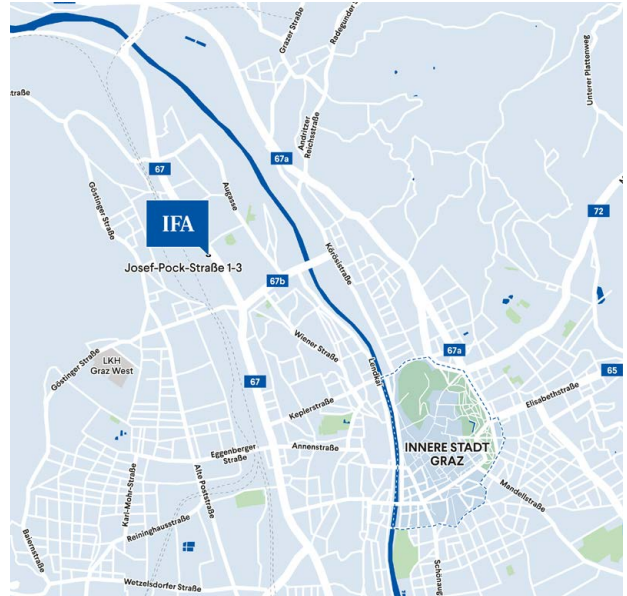 Grazer Straße
Radegunder S
Unterer Plattenweg
traße
Andritzer
Reichsstraße
67a
67
Göstinger Straße
Augasse
72
IFA
Josef-Pock-Straße 1-3
Körösistraße
67b
Wiener Straße
67a
Lendkai
LKH
Graz West
Göstinger Straße
67
65
Elisabethstraße
Keplerstraße
INNERE STADT
GRAZ
Annenstraße
Eggenberger
Straße
Mandellstraße
Karl-Mohr-Straße
Alte Poststraße
Reininghausstraße
Baiernstraße
Schönaug
Wetzelsdorfer Straße